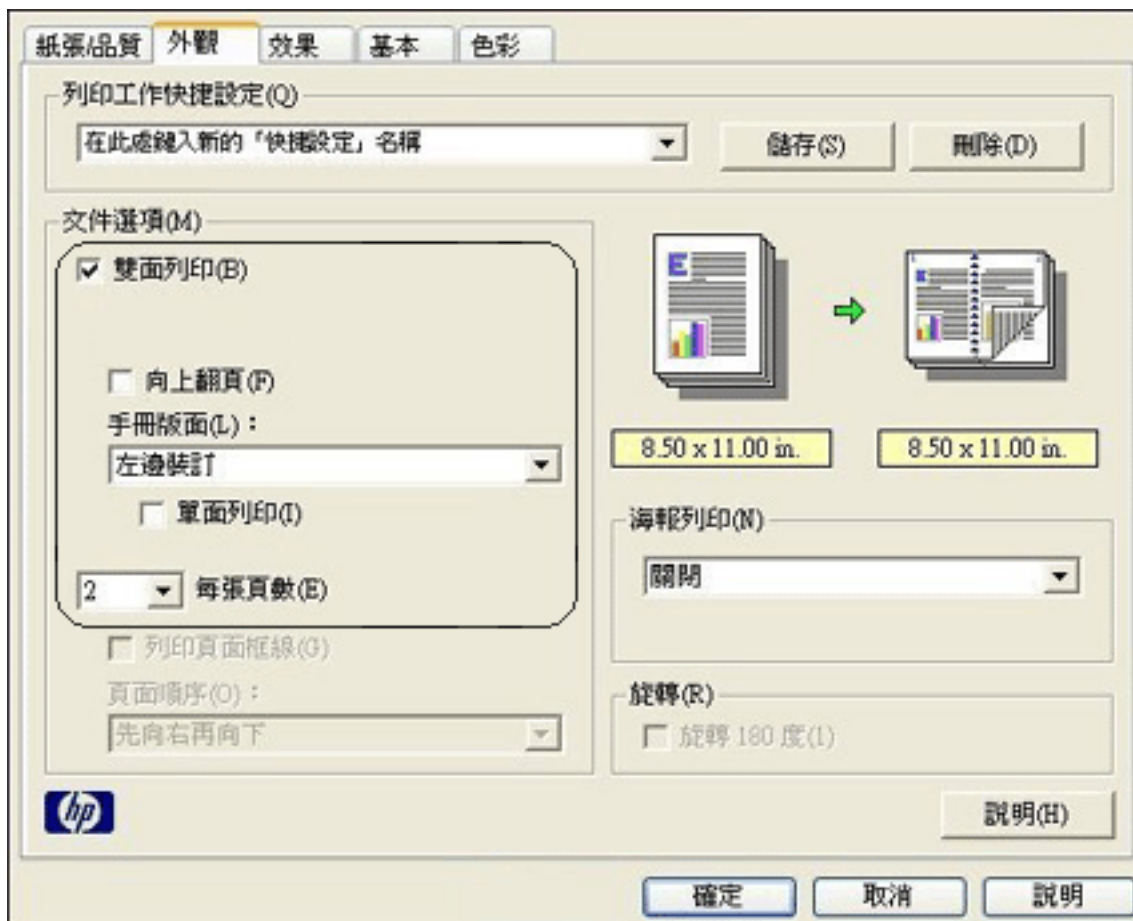 紙張/品質 外觀 效果 基本 色彩
列印工作快捷設定(Q)
在此處鍵入新的「快捷設定」名稱 儲存(S) 刪除(D)
文件選項(M)
雙面列印(B)
向上翻頁(F)
手冊版面(L)：
左邊裝訂
單面列印(I)
2 每張頁數(E)
列印頁面框線(G)
頁面順序(O)：
先向右再向下
E
E
8.50 x 11.00 in. 8.50 x 11.00 in.
海報列印(N)
關閉
旋轉(R)
旋轉 180 度(1)
hp
說明(H)
確定 取消 說明